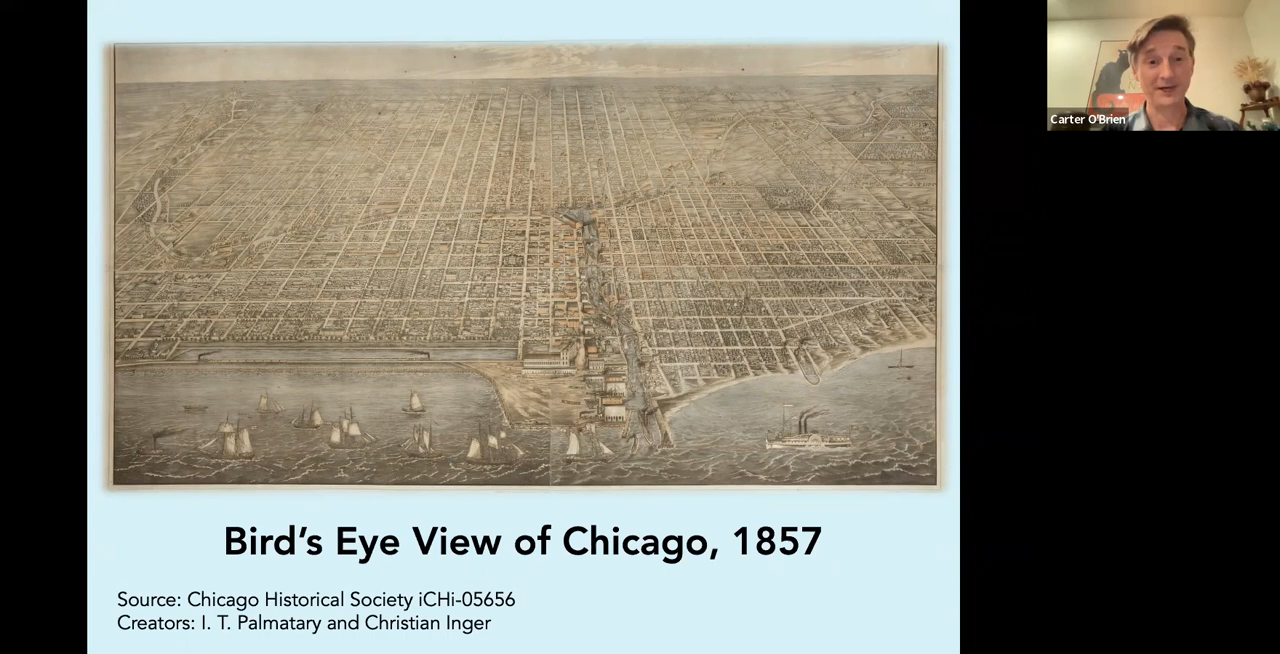 Carter O'Brien
Bird's Eye View of Chicago, 1857
Source: Chicago Historical Society iCHi-05656
Creators: I. T. Palmatary and Christian Inger